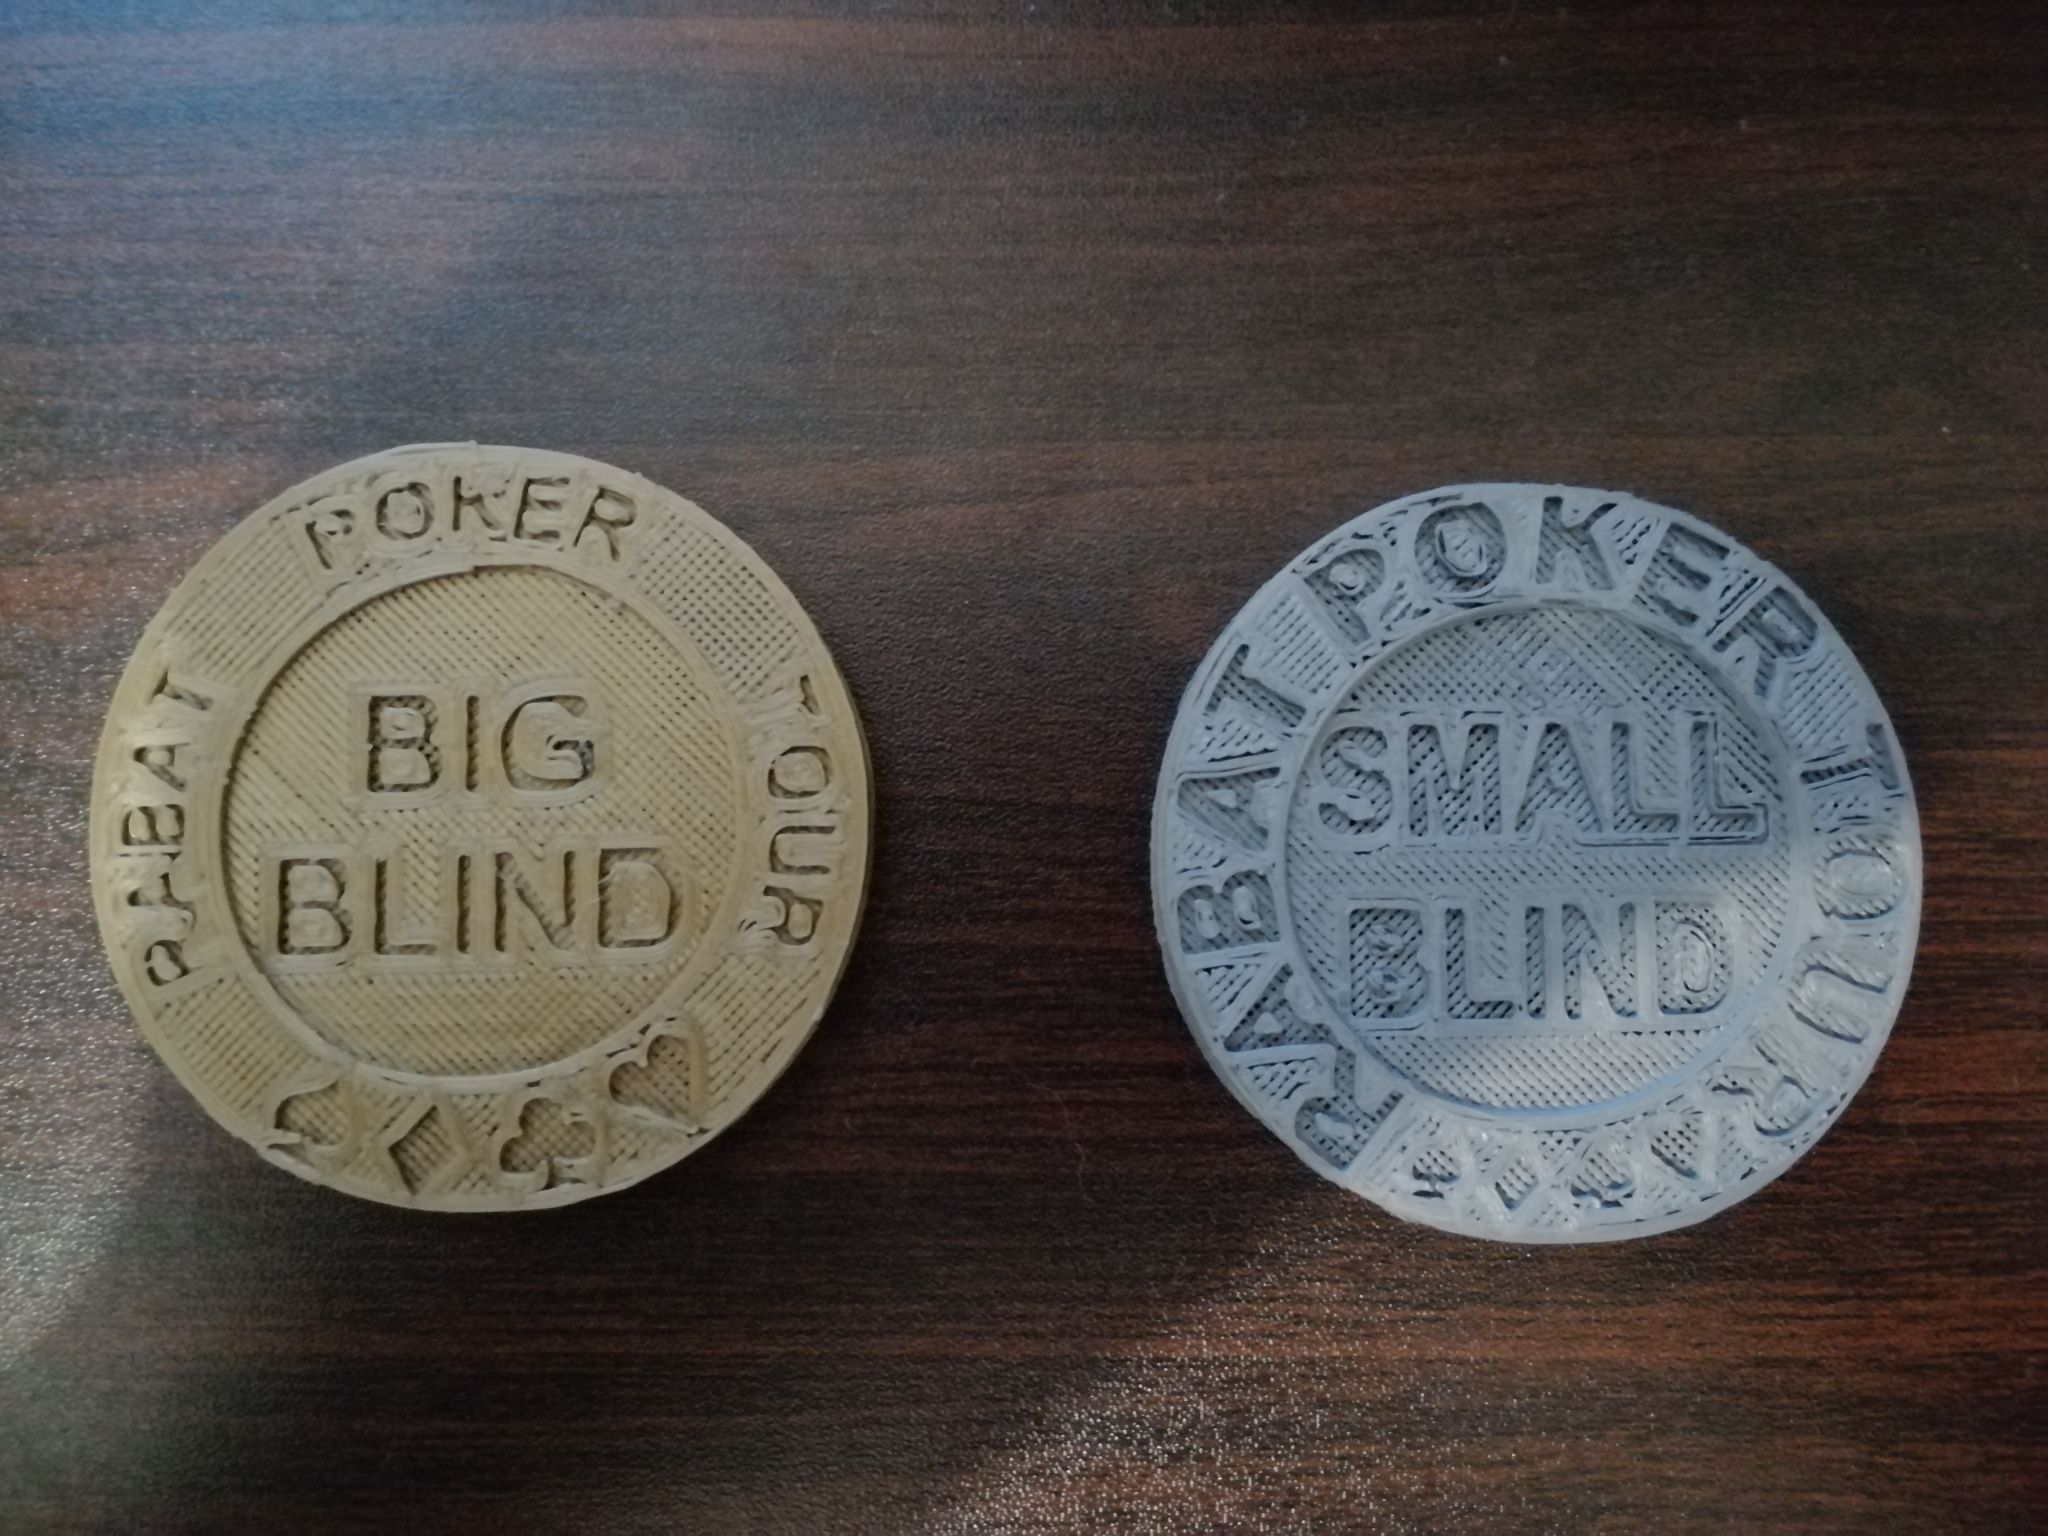 RABAT POKER TOUR
BIG
BLIND
RABAT POKER TOUR
SMALL
BLIND